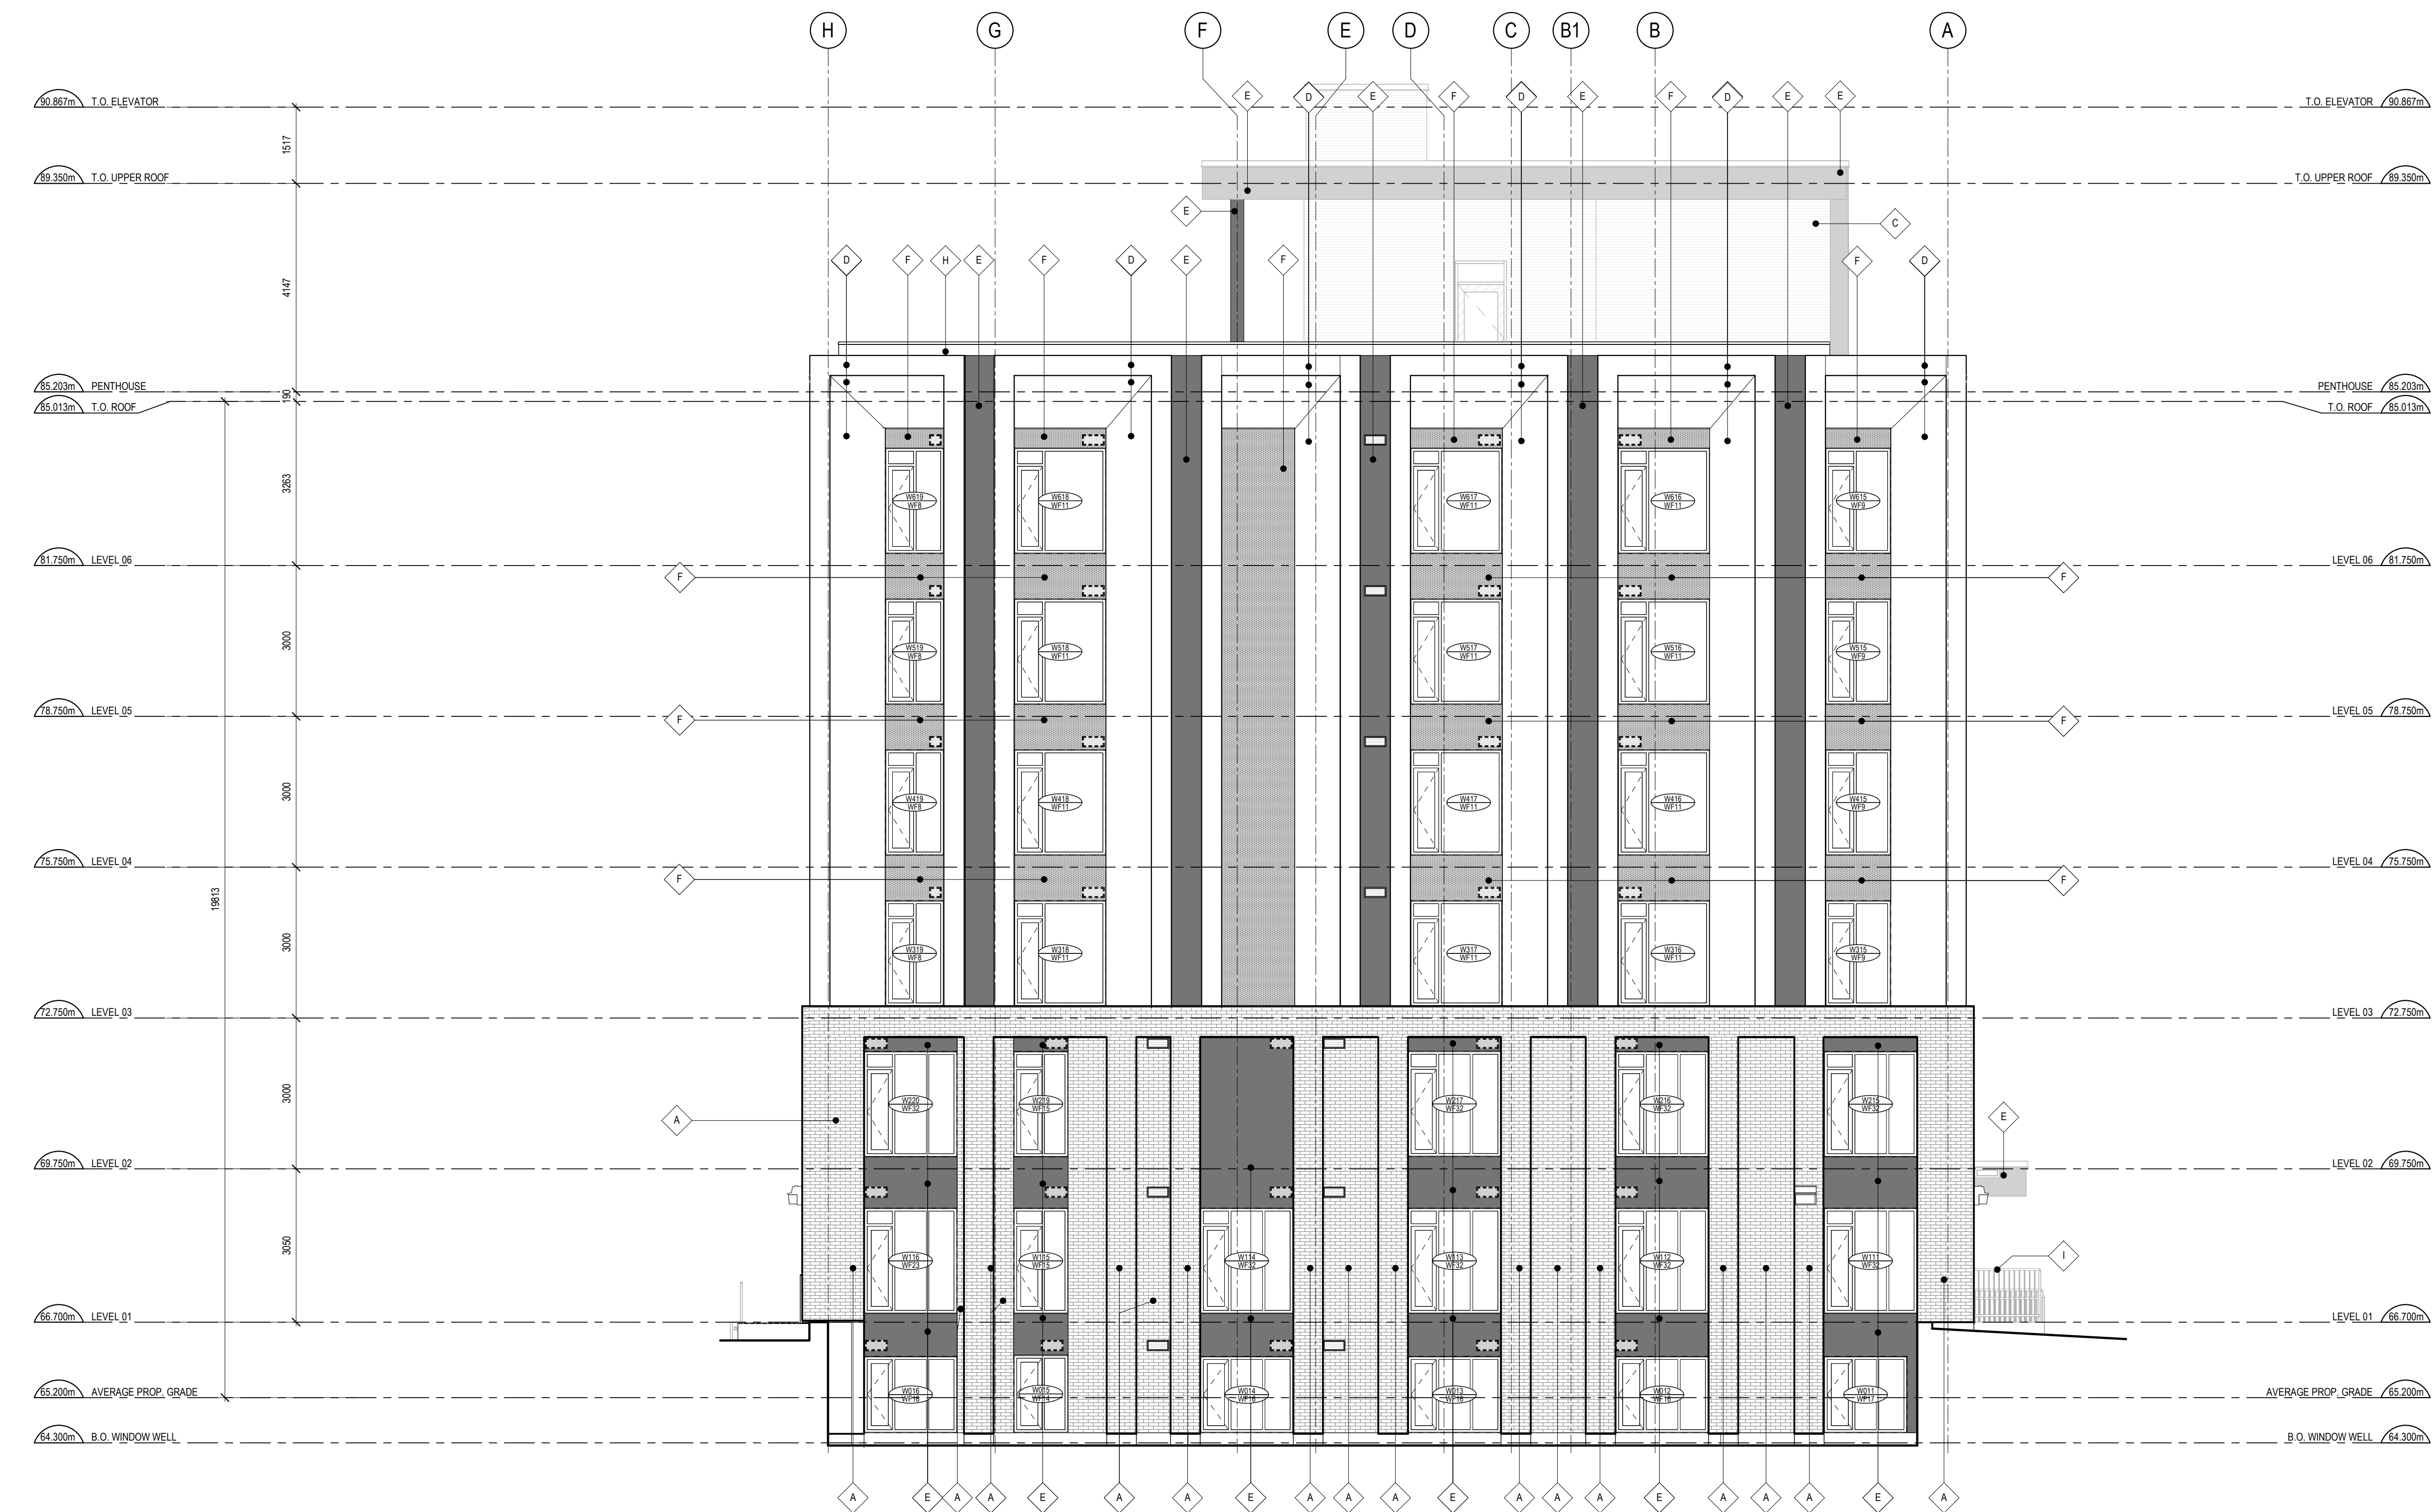 H G F E D C B1 B A
E D E F D E F D E E
90.867m T.O. ELEVATOR
T.O. ELEVATOR 90.867m
1517
89.350m T.O. UPPER ROOF
T.O. UPPER ROOF 89.350m
E
C
D F H E F D E F F D
4147
85.203m PENTHOUSE
PENTHOUSE 85.203m
190
85.013m T.O. ROOF
T.O. ROOF 85.013m
3263
W619 W618 W617 W616 W615
WF8 WF11 WF11 WF11 WF9
81.750m LEVEL 06
LEVEL 06 81.750m
F F
3000
W519 W518 W517 W516 W515
WF8 WF11 WF11 WF11 WF9
78.750m LEVEL 05
LEVEL 05 78.750m
F F
3000
W419 W418 W417 W416 W415
WF8 WF11 WF11 WF11 WF9
75.750m LEVEL 04
LEVEL 04 75.750m
F F
19813
3000
W319 W318 W317 W316 W315
WF8 WF11 WF11 WF11 WF9
72.750m LEVEL 03
LEVEL 03 72.750m
3000
W220 W219 W217 W216 W215
WF32 WF15 WF32 WF32 WF32
A E
69.750m LEVEL 02
LEVEL 02 69.750m
3050
W116 W115 W114 W113 W112 W111
WF23 WF15 WF32 WF32 WF32 WF32
I
66.700m LEVEL 01
LEVEL 01 66.700m
W016 W015 W014 W013 W012 W011
WF16 WF14 WF16 WF16 WF16 WF17
65.200m AVERAGE PROP. GRADE
AVERAGE PROP. GRADE 65.200m
64.300m B.O. WINDOW WELL
B.O. WINDOW WELL 64.300m
A E A A E A A E A A A E A A A E A A A E A